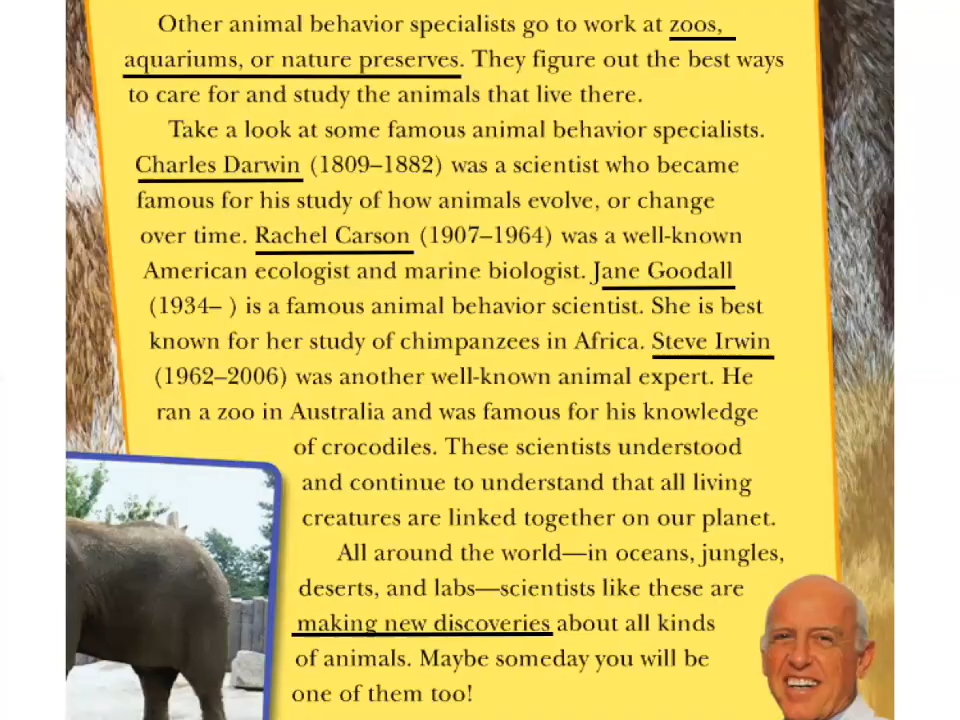 Other animal behavior specialists go to work at zoos,
aquariums, or nature preserves. They figure out the best ways
to care for and study the animals that live there.
Take a look at some famous animal behavior specialists.
Charles Darwin (1809–1882) was a scientist who became
famous for his study of how animals evolve, or change
over time. Rachel Carson (1907–1964) was a well-known
American ecologist and marine biologist. Jane Goodall
(1934– ) is a famous animal behavior scientist. She is best
known for her study of chimpanzees in Africa. Steve Irwin
(1962–2006) was another well-known animal expert. He
ran a zoo in Australia and was famous for his knowledge
of crocodiles. These scientists understood
and continue to understand that all living
creatures are linked together on our planet.
All around the world—in oceans, jungles,
deserts, and labs—scientists like these are
making new discoveries about all kinds
of animals. Maybe someday you will be
one of them too!